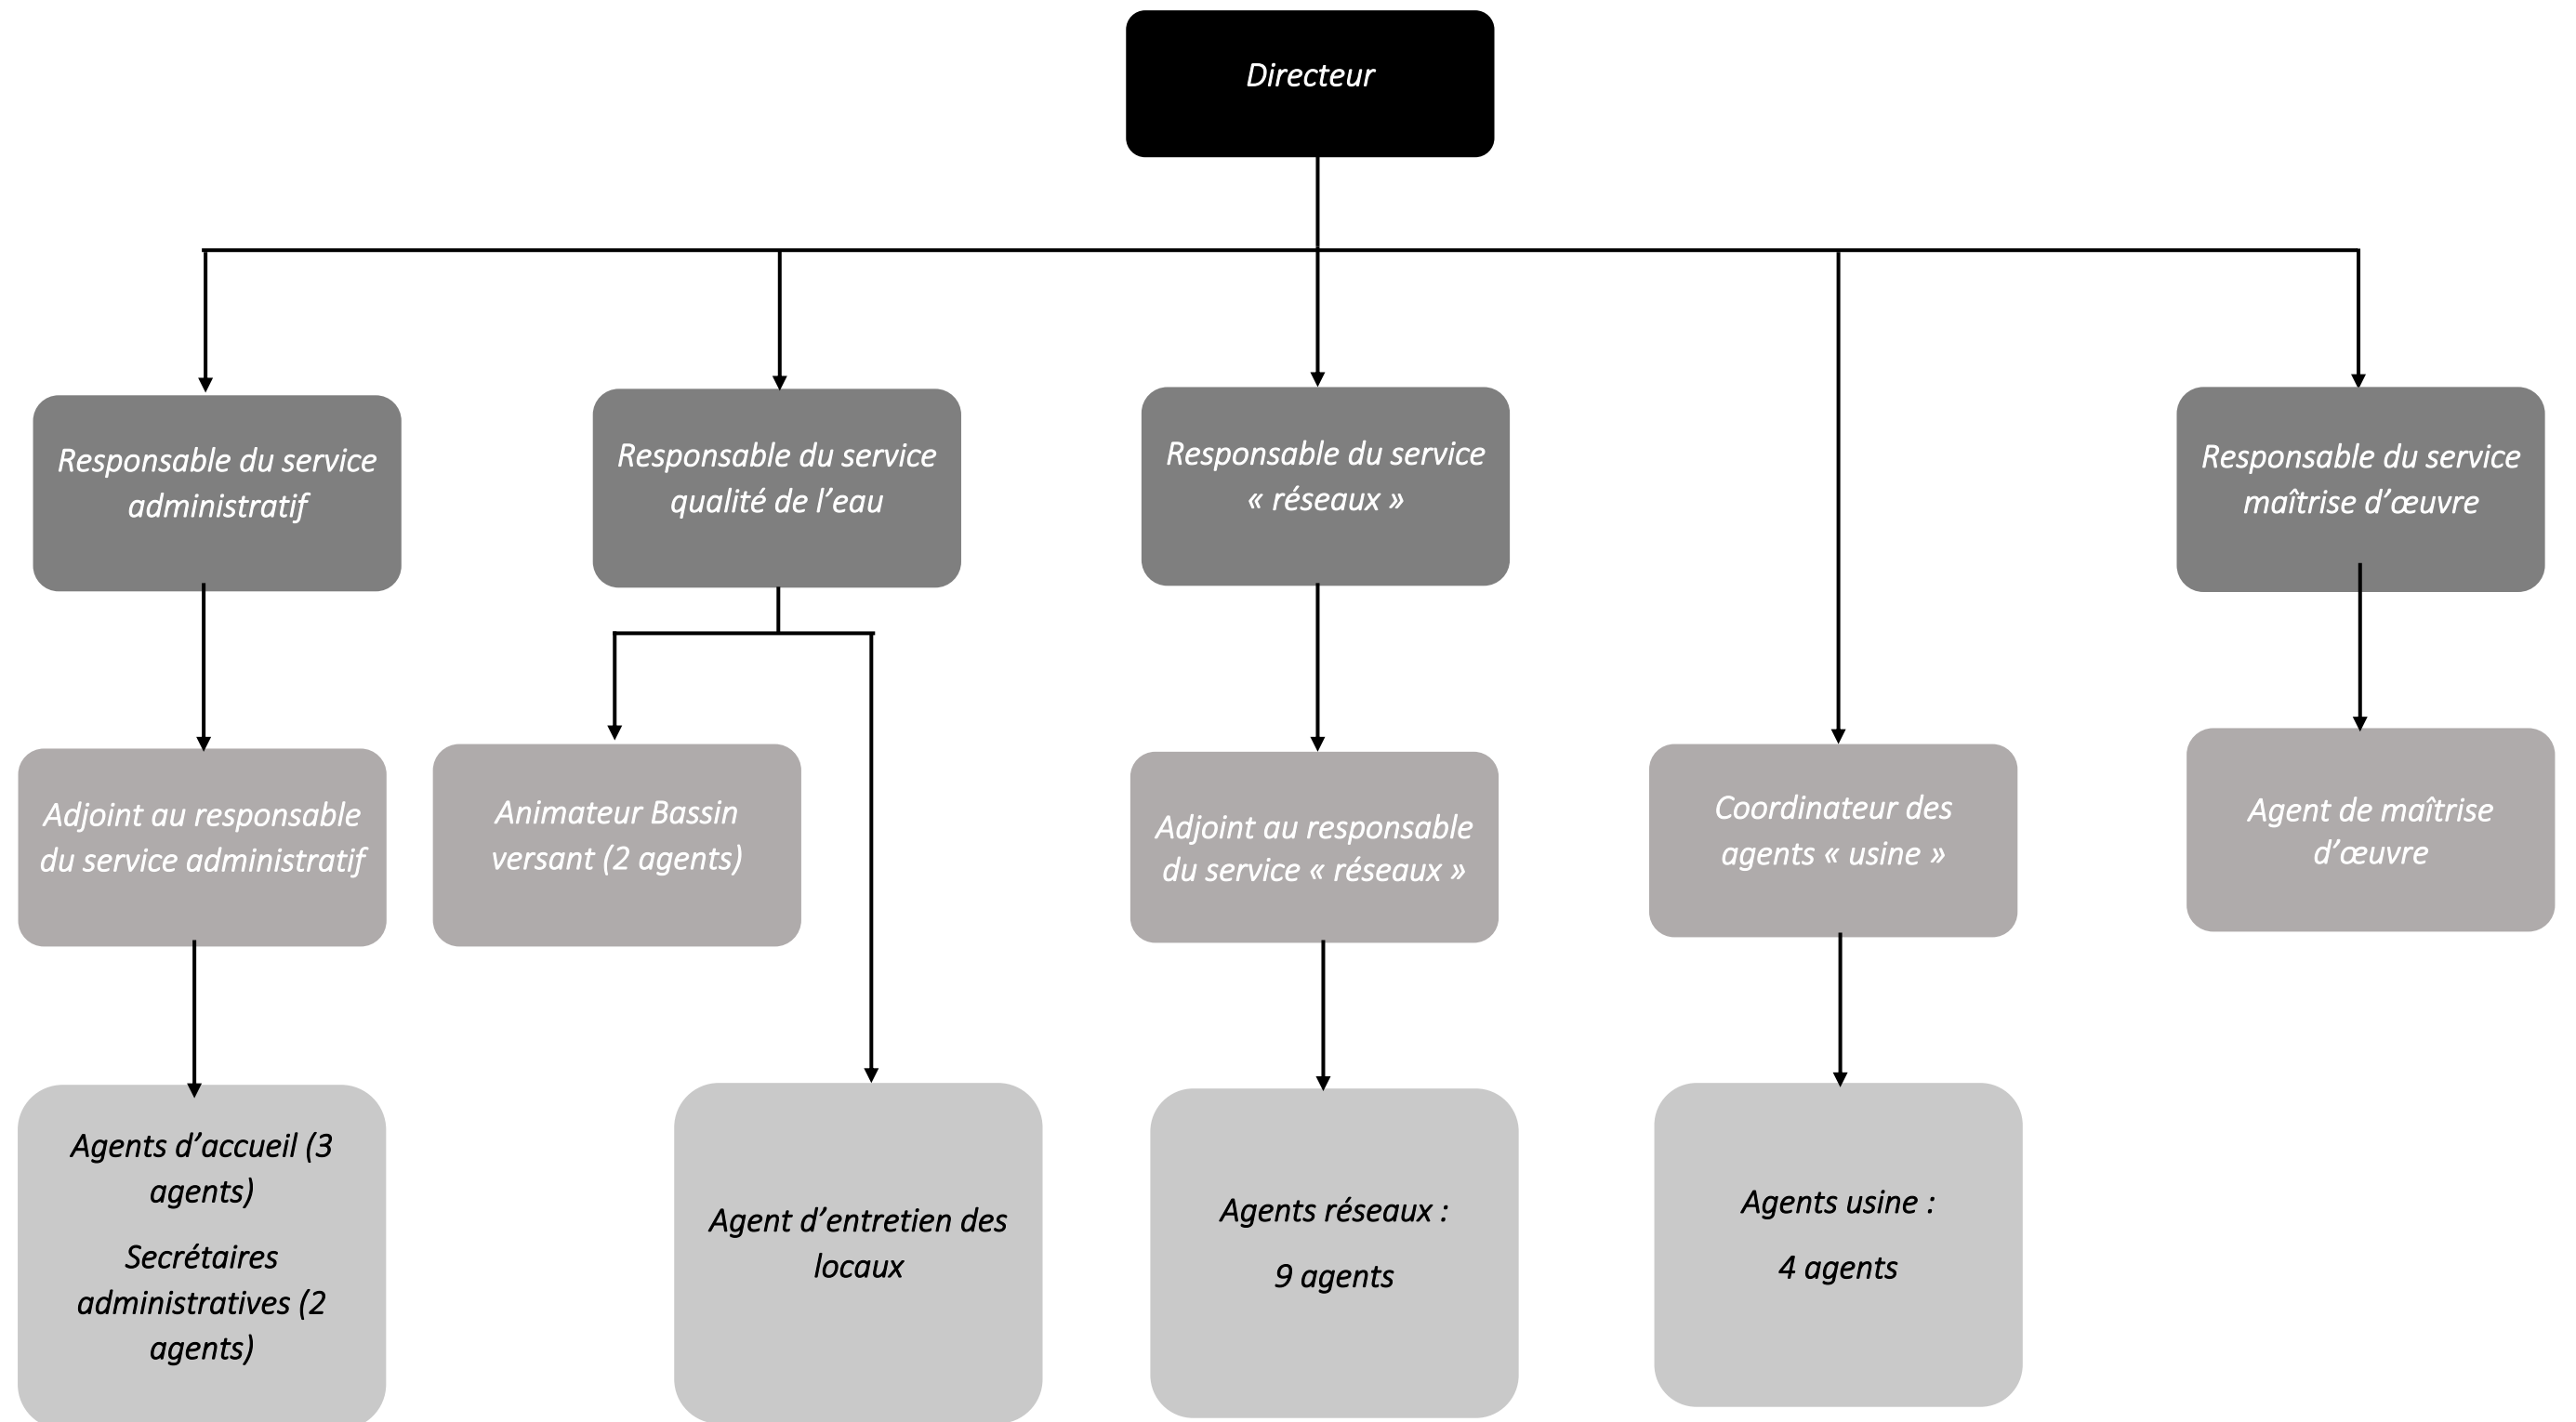 Directeur
Responsable du service
administratif
Responsable du service
qualité de l’eau
Responsable du service
« réseaux »
Responsable du service
maîtrise d’œuvre
Adjoint au responsable
du service administratif
Animateur Bassin
versant (2 agents)
Adjoint au responsable
du service « réseaux »
Coordinateur des
agents « usine »
Agent de maîtrise
d’œuvre
Agents d’accueil (3
agents)
Secrétaires
administratives (2
agents)
Agent d’entretien des
locaux
Agents réseaux :
9 agents
Agents usine :
4 agents